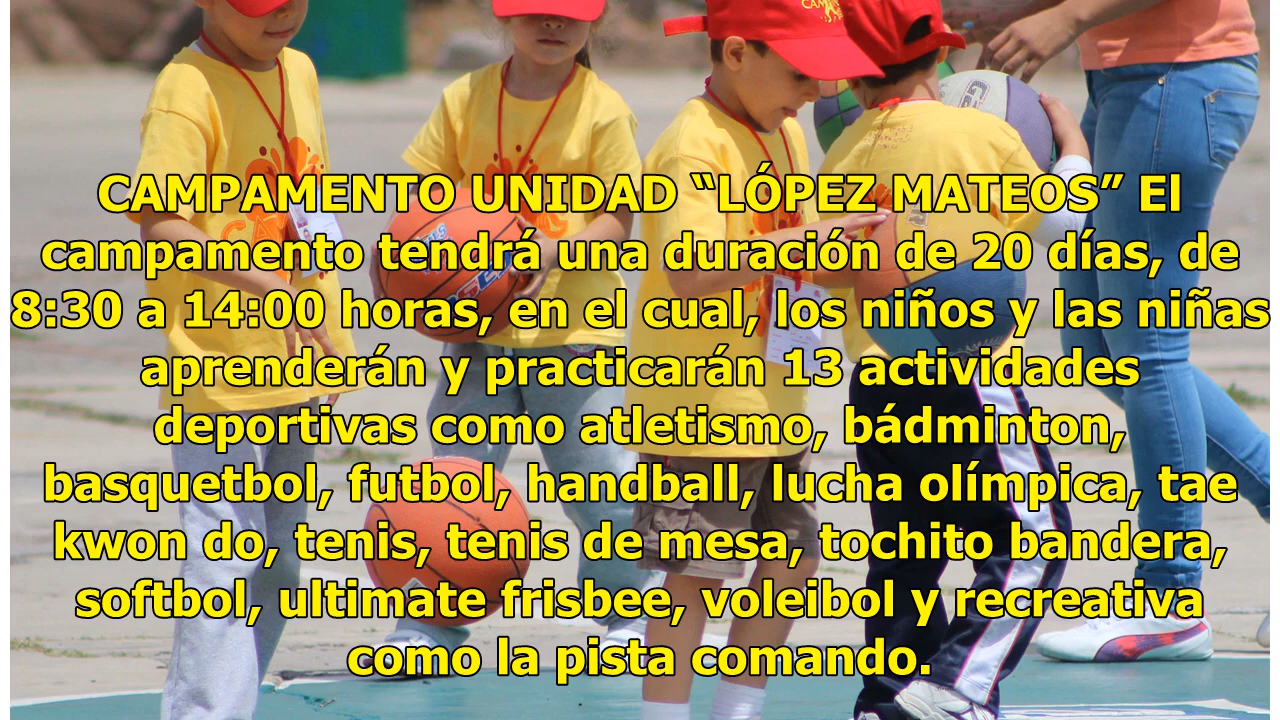 CAMPAMENTO UNIDAD “LÓPEZ MATEOS” El
campamento tendrá una duración de 20 días, de
8:30 a 14:00 horas, en el cual, los niños y las niñas
aprenderán y practicarán 13 actividades
deportivas como atletismo, bádminton,
basquetbol, futbol, handball, lucha olímpica, tae
kwon do, tenis, tenis de mesa, tochito bandera,
softbol, ultimate frisbee, voleibol y recreativa
como la pista comando.